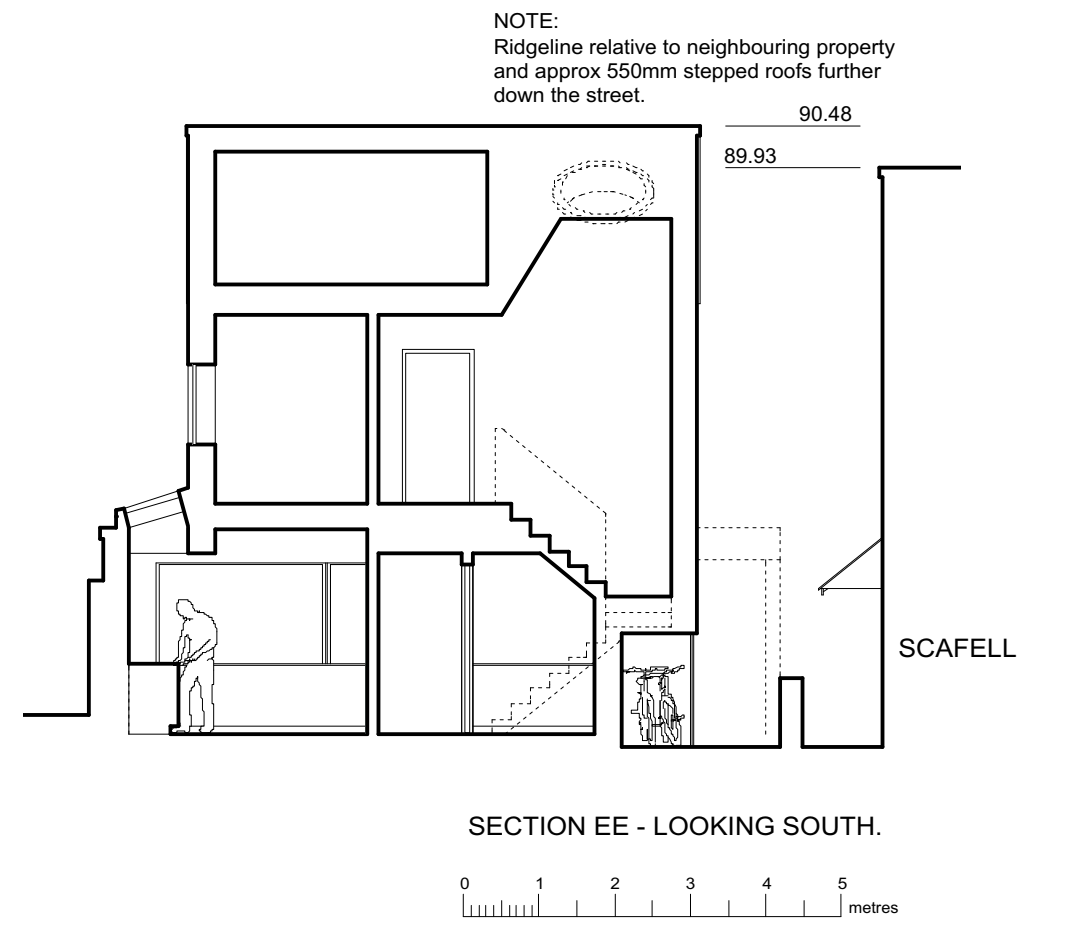 NOTE:
Ridgeline relative to neighbouring property
and approx 550mm stepped roofs further
down the street.
90.48
89.93
SCAFELL
SECTION EE - LOOKING SOUTH.
0 1 2 3 4 5
metres